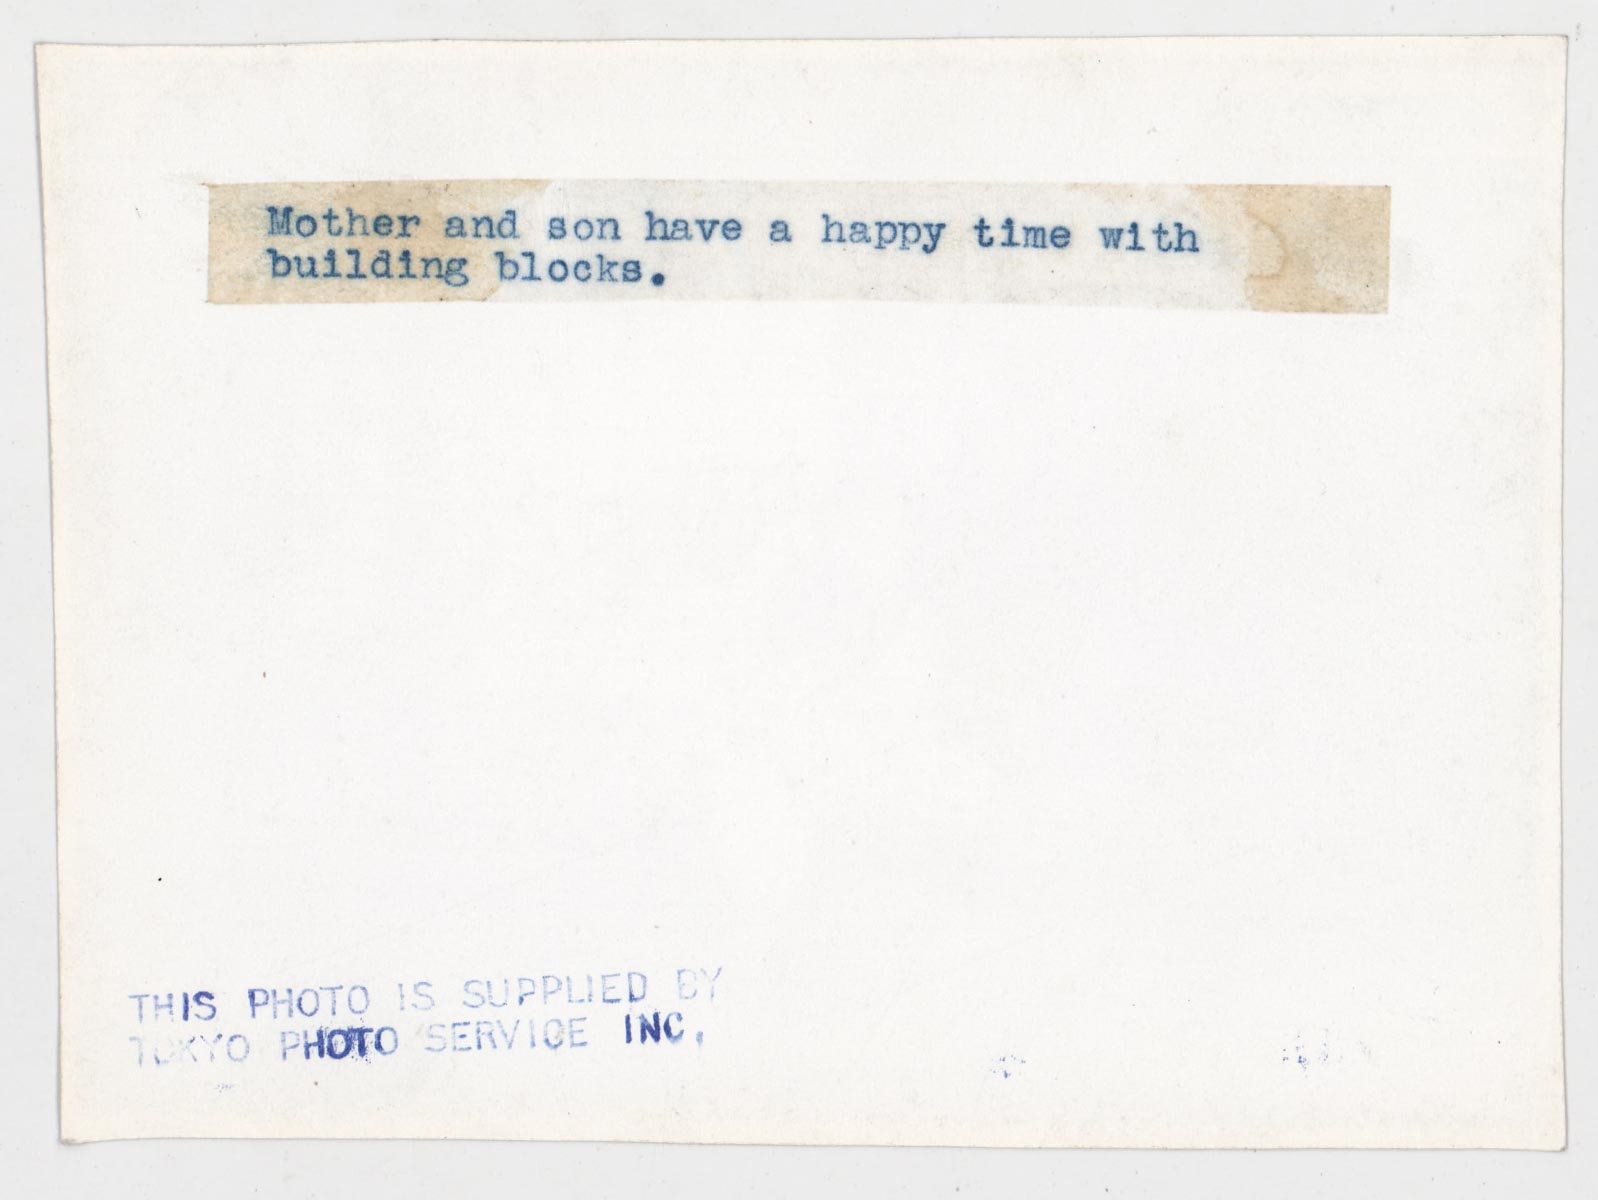 Mother and son have a happy time with
building blocks.
THIS PHOTO IS SUPPLIED BY
TOKYO PHOTO SERVICE INC.